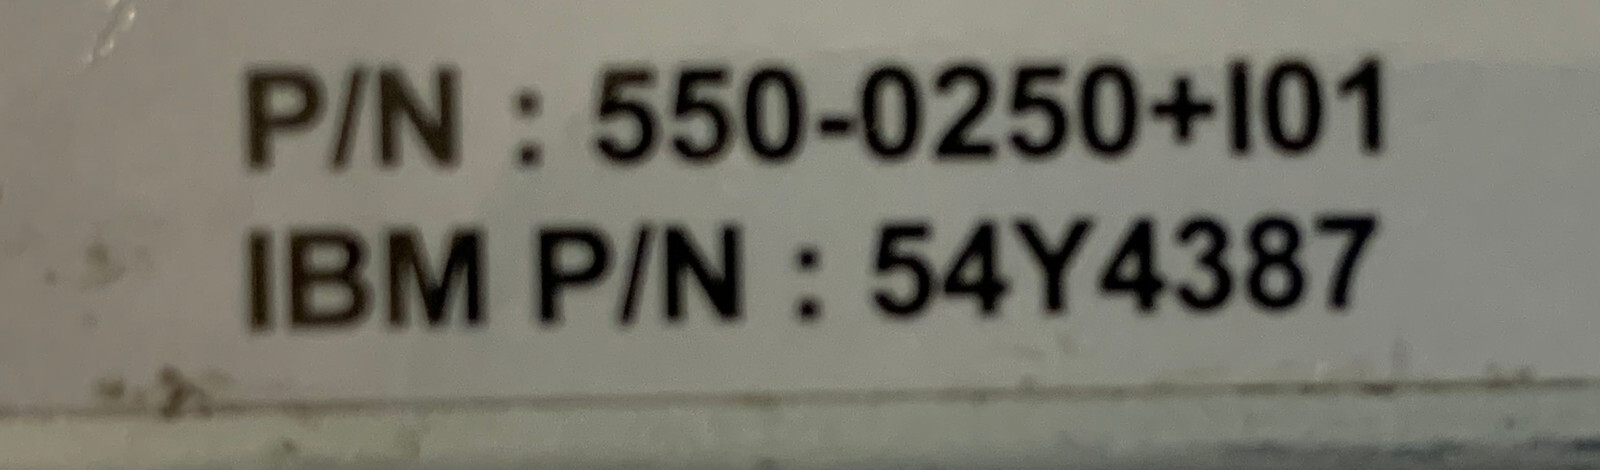 P/N : 550-0250+I01
IBM P/N : 54Y4387